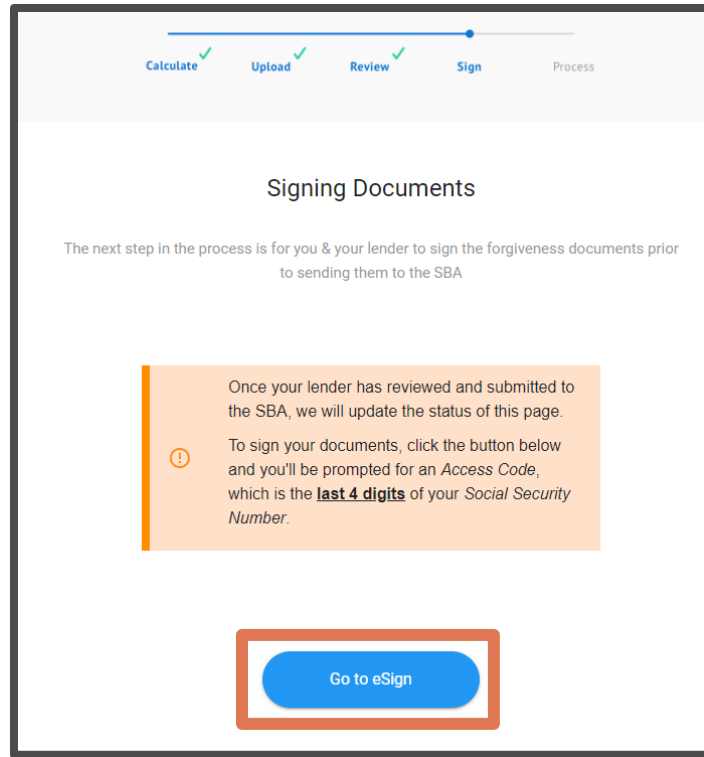 Calculate Upload Review Sign Process
Signing Documents
The next step in the process is for you & your lender to sign the forgiveness documents prior
to sending them to the SBA
Once your lender has reviewed and submitted to
the SBA, we will update the status of this page.
To sign your documents, click the button below
and you'll be prompted for an Access Code,
which is the last 4 digits of your Social Security
Number.
Go to eSign